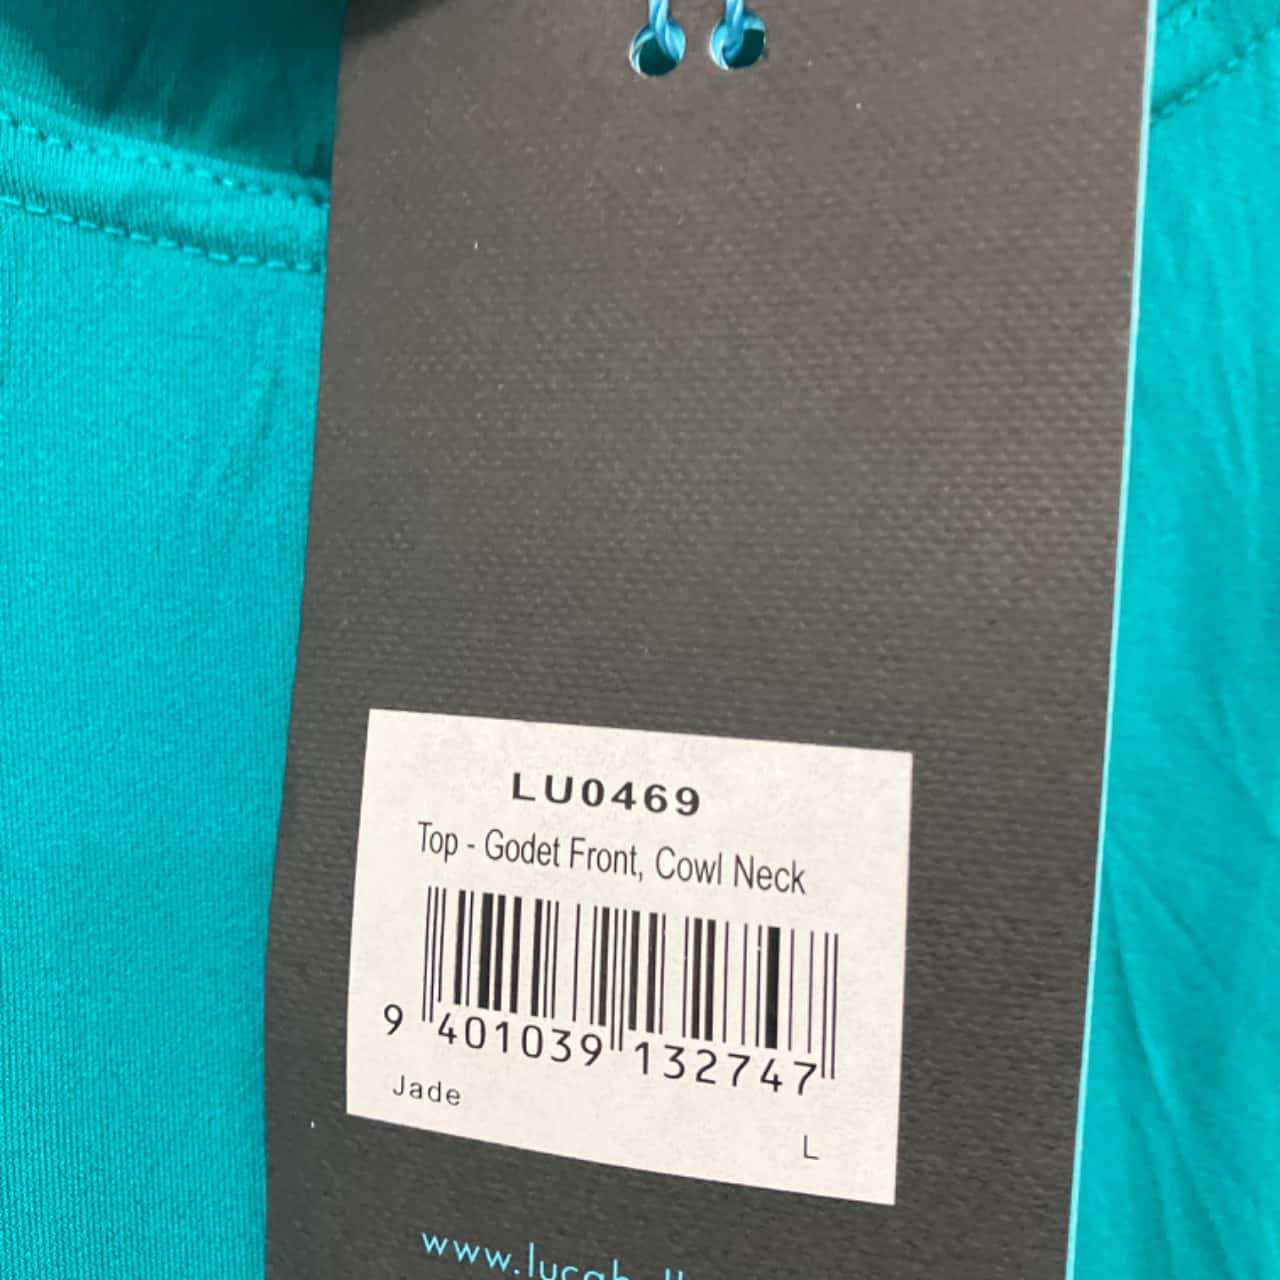 LU0469
Top - Godet Front, Cowl Neck
9 401039 132747
Jade
L